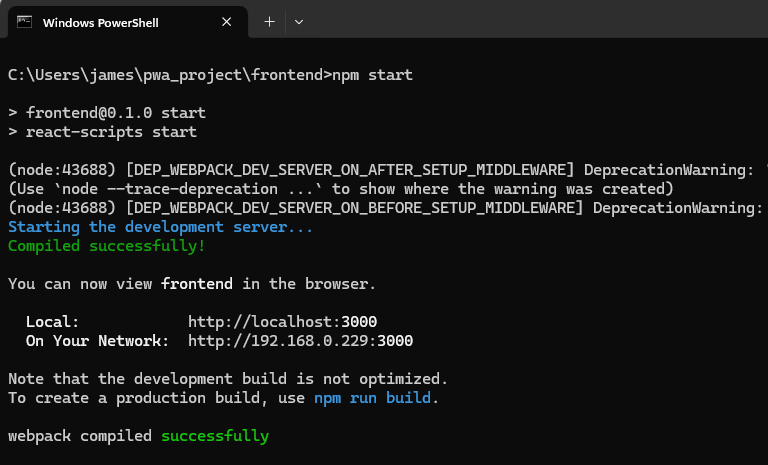 Windows PowerShell
C:\Users\james\pwa_project\frontend>npm start
> frontend@0.1.0 start
> react-scripts start
(node:43688) [DEP_WEBPACK_DEV_SERVER_ON_AFTER_SETUP_MIDDLEWARE] DeprecationWarning: '
(Use `node --trace-deprecation ...` to show where the warning was created)
(node:43688) [DEP_WEBPACK_DEV_SERVER_ON_BEFORE_SETUP_MIDDLEWARE] DeprecationWarning:
Starting the development server...
Compiled successfully!
You can now view frontend in the browser.
Local: http://localhost:3000
On Your Network: http://192.168.0.229:3000
Note that the development build is not optimized.
To create a production build, use npm run build.
webpack compiled successfully